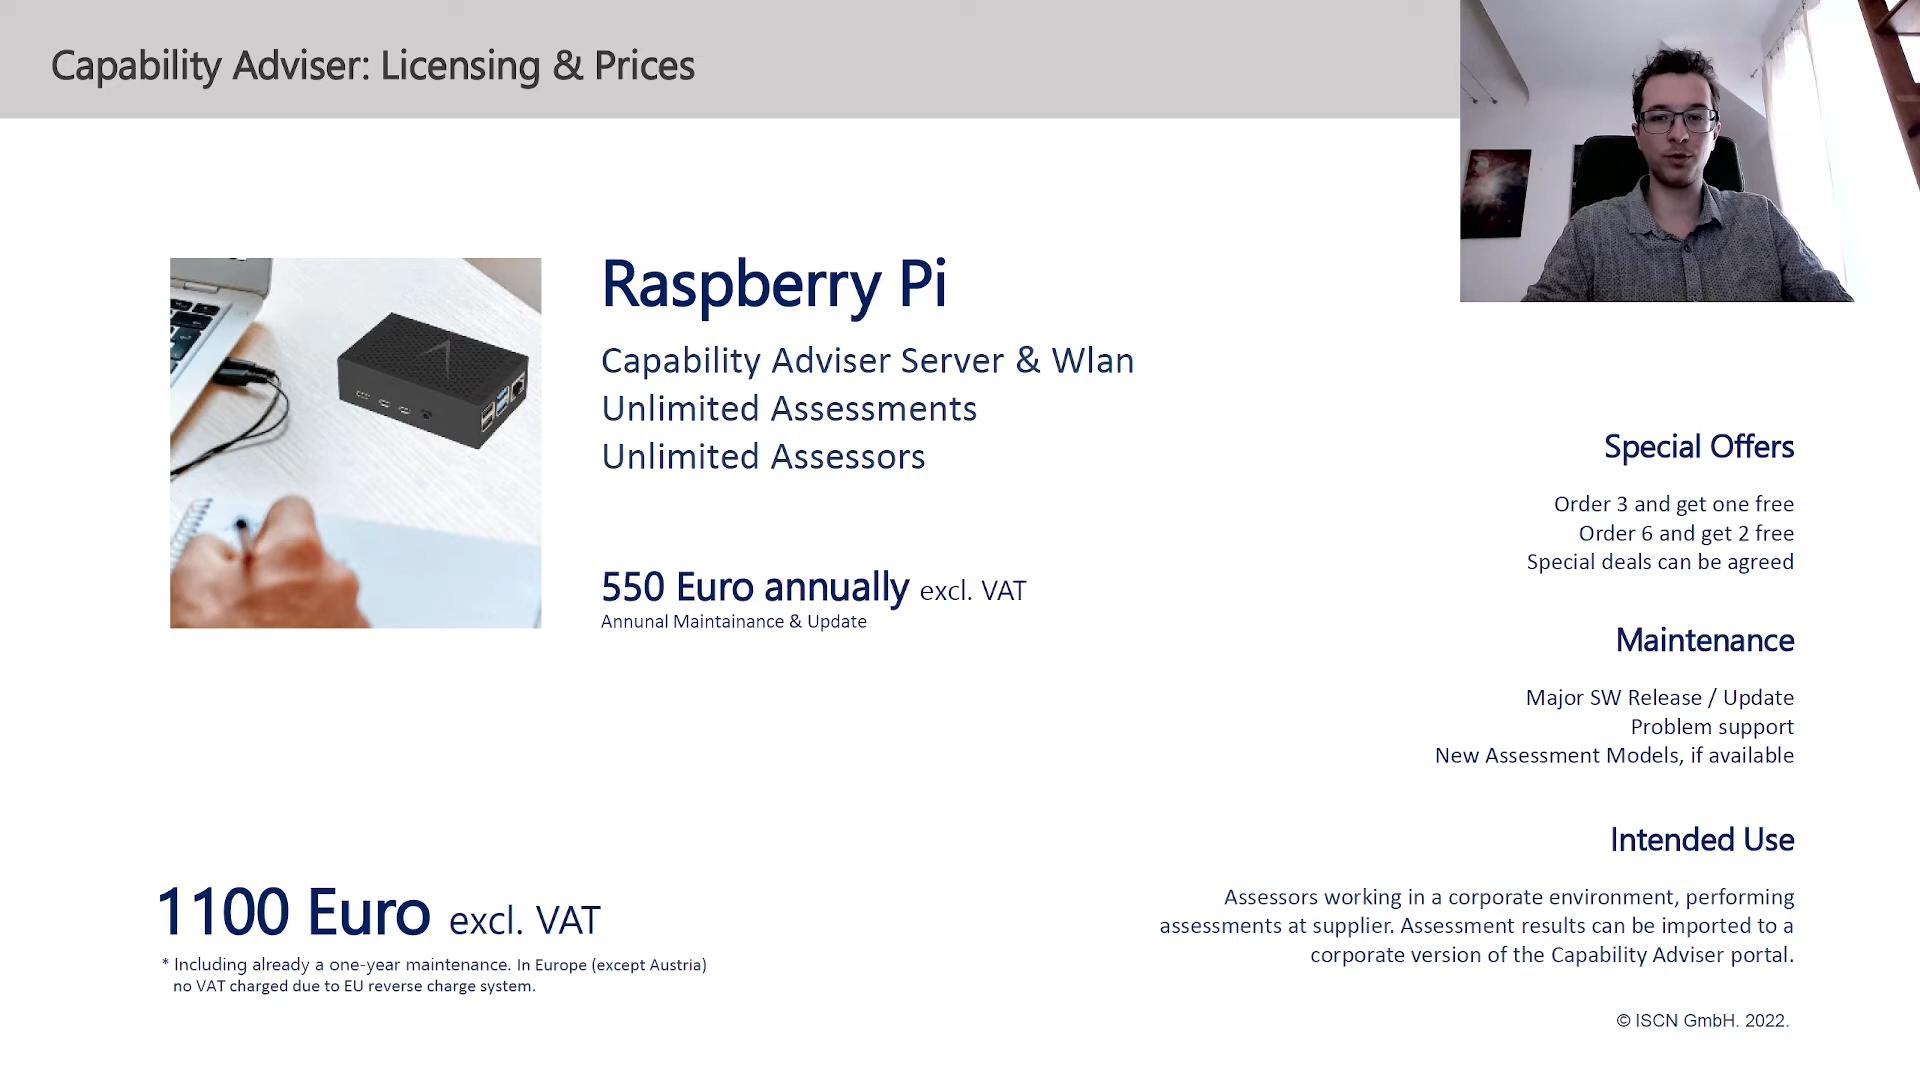 Capability Adviser: Licensing & Prices
Raspberry Pi
Capability Adviser Server & Wlan
Unlimited Assessments
Unlimited Assessors
550 Euro annually excl. VAT
Annunal Maintainance & Update
1100 Euro excl. VAT
* Including already a one-year maintenance. In Europe (except Austria)
no VAT charged due to EU reverse charge system.
Special Offers
Order 3 and get one free
Order 6 and get 2 free
Special deals can be agreed
Maintenance
Major SW Release / Update
Problem support
New Assessment Models, if available
Intended Use
Assessors working in a corporate environment, performing
assessments at supplier. Assessment results can be imported to a
corporate version of the Capability Adviser portal.
© ISCN GmbH. 2022.